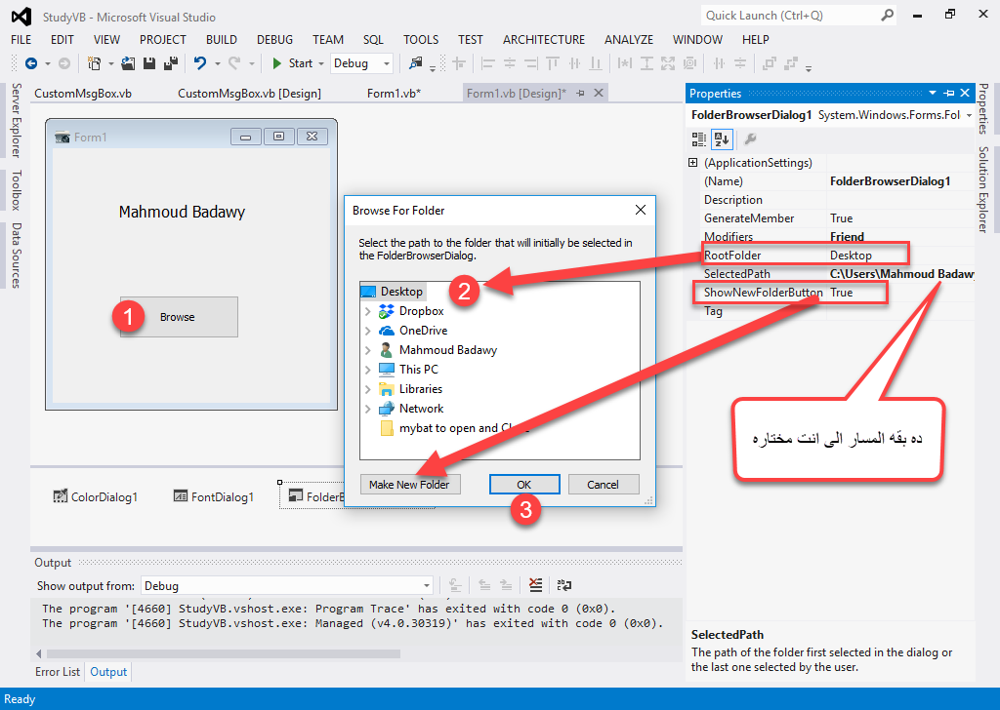 StudyVB - Microsoft Visual Studio
Quick Launch (Ctrl+Q)
FILE EDIT VIEW PROJECT BUILD DEBUG TEAM SQL TOOLS TEST ARCHITECTURE ANALYZE WINDOW HELP
Start Debug
Server Explorer
Toolbox
Data Sources
CustomMsgBox.vb CustomMsgBox.vb [Design] Form1.vb* Form1.vb [Design]*
Form1
Mahmoud Badawy
1
Browse
Browse For Folder
Select the path to the folder that will initially be selected in
the FolderBrowserDialog.
Desktop
2
Dropbox
OneDrive
Mahmoud Badawy
This PC
Libraries
Network
mybat to open and
Make New Folder OK Cancel
3
ColorDialog1 FontDialog1
Properties
FolderBrowserDialog1 System.Windows.Forms.Fol
(ApplicationSettings)
(Name) FolderBrowserDialog1
Description
GenerateMember True
Modifiers Friend
RootFolder Desktop
SelectedPath C:\Users\Mahmoud Badaw
ShowNewFolderButton True
Tag
ده بقه المسار الى انت مختاره
SelectedPath
The path of the folder first selected in the dialog or
the last one selected by the user.
Properties
Solution Explorer
Output
Show output from: Debug
The program '[4660] StudyVB.vshost.exe: Program Trace' has exited with code 0 (0x0).
The program '[4660] StudyVB.vshost.exe: Managed (v4.0.30319)' has exited with code 0 (0x0).
Error List Output
Ready